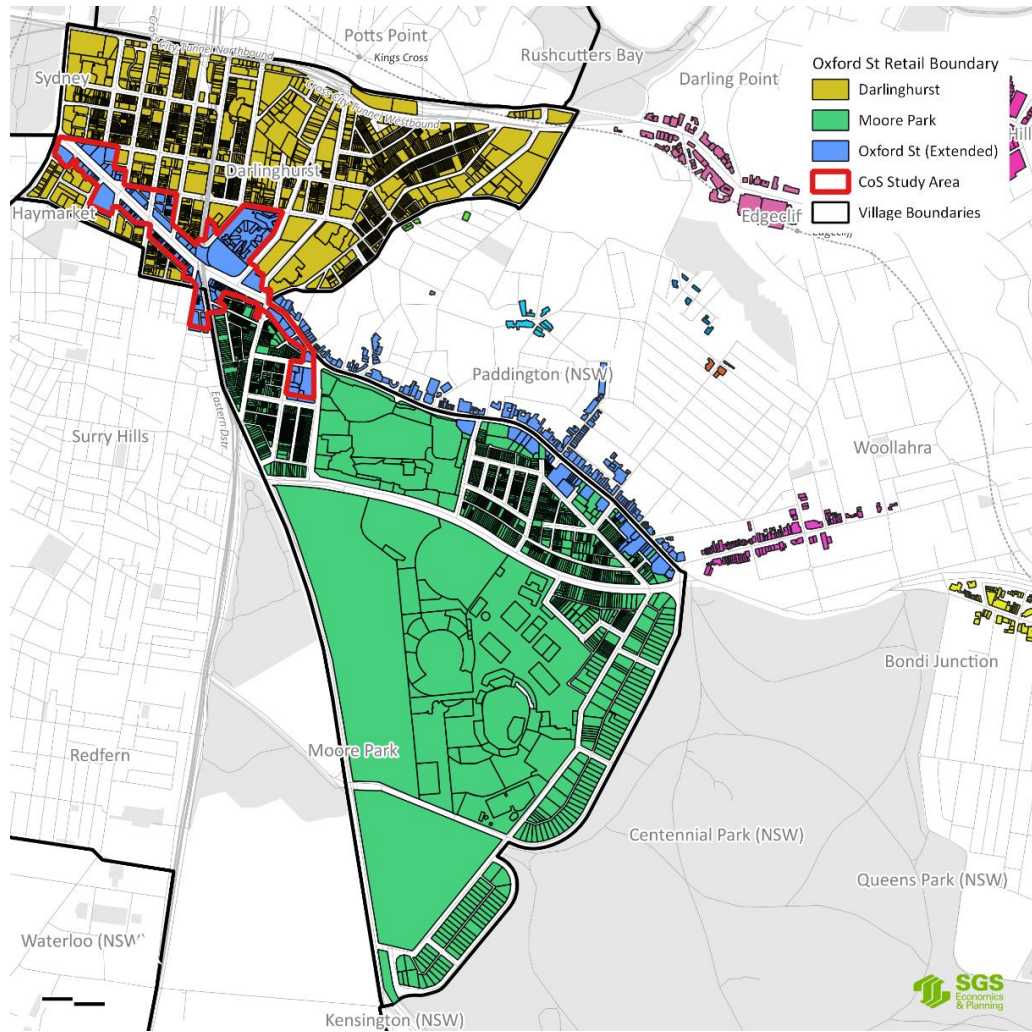 Potts Point
Kings Cross
Rushcutters Bay
Darling Point
Cross City Tunnel Northbound
Cross City Tunnel Westbound
Sydney
Oxford St Retail Boundary
Darlinghurst
Moore Park
Oxford St (Extended)
CoS Study Area
Village Boundaries
Hill
Darlinghurst
Haymarket
Edgeclif
Paddington (NSW)
Eastern Dstr
Surry Hills
Woollahra
Bondi Junction
Redfern
Moore Park
Centennial Park (NSW)
Queens Park (NSW)
Waterloo (NSW)
Kensington (NSW)
SGS
Economics
& Planning